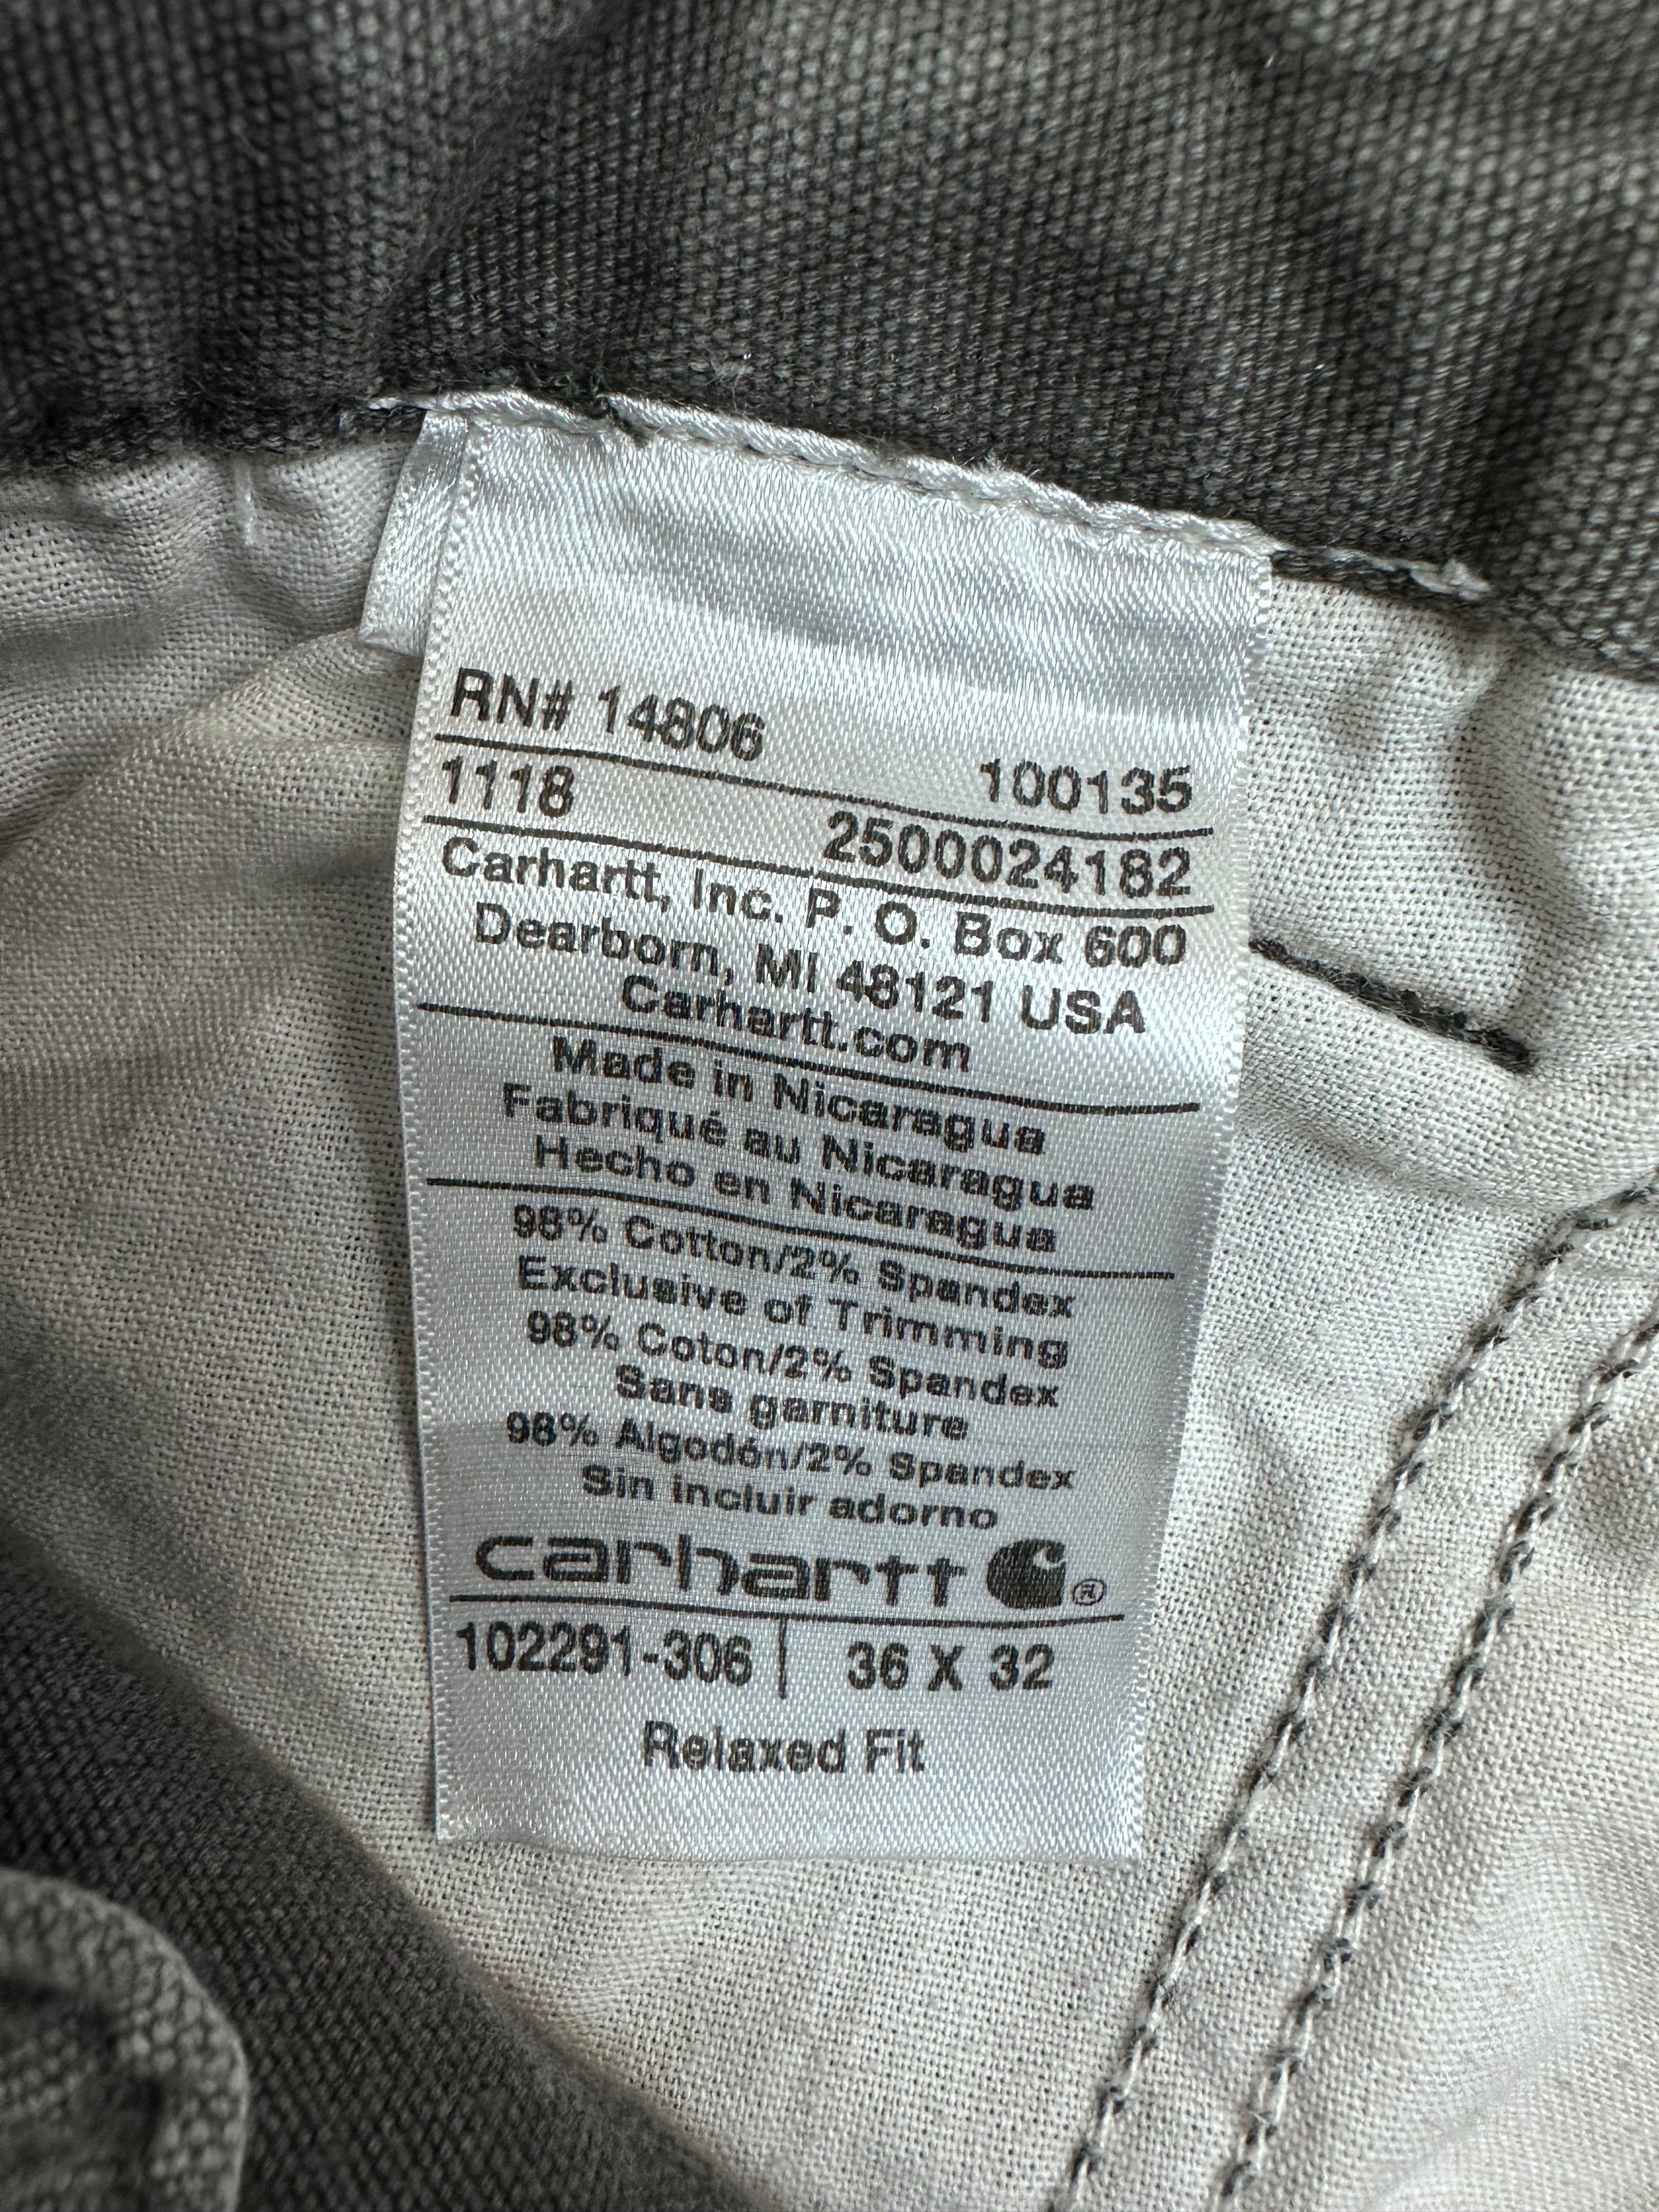 RN# 14806 100135
1118 2500024182
Carhartt, Inc. P. O. Box 600
Dearborn, MI 48121 USA
Carhartt.com
Made in Nicaragua
Fabriqué au Nicaragua
Hecho en Nicaragua
98% Cotton/2% Spandex
Exclusive of Trimming
98% Coton/2% Spandex
Sans garniture
98% Algodón/2% Spandex
Sin incluir adorno
carhartt ®
102291-306 | 36 X 32
Relaxed Fit